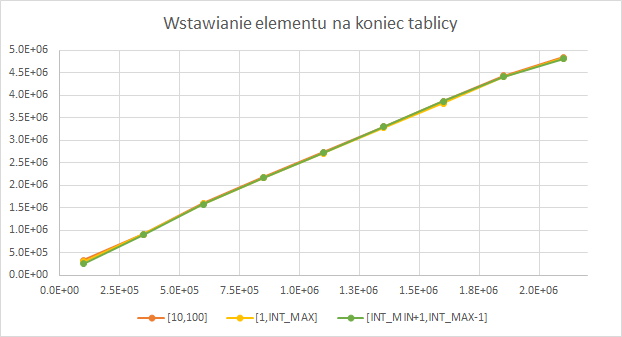 Wstawianie elementu na koniec tablicy
5.0E+06
4.5E+06
4.0E+06
3.5E+06
3.0E+06
2.5E+06
2.0E+06
1.5E+06
1.0E+06
5.0E+05
0.0E+00
0.0E+00 2.5E+05 5.0E+05 7.5E+05 1.0E+06 1.3E+06 1.5E+06 1.8E+06 2.0E+06
[10,100] [1,INT_MAX] [INT_MIN+1,INT_MAX-1]